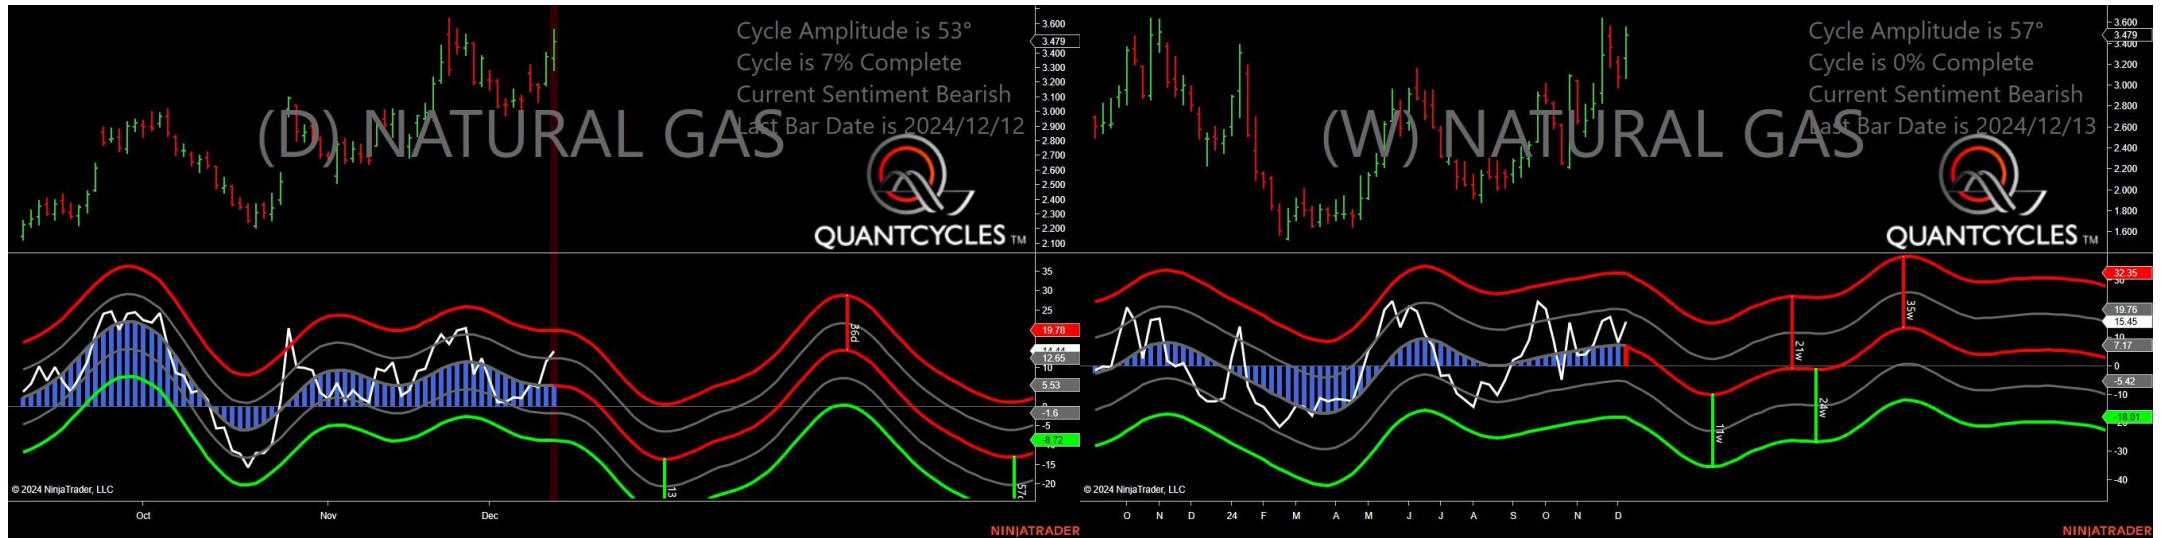 Cycle Amplitude is 53°
Cycle is 7% Complete
Current Sentiment Bearish
Last Bar Date is 2024/12/12
(D) NATURAL GAS
QUANTCYCLES TM
3.600
3.479
3.400
3.300
3.200
3.100
3.000
2.900
2.800
2.700
2.600
2.500
2.400
2.300
2.200
2.100
35
30
25
19.78
12.65
10
5.53
-1.6
-5
-8.72
-15
-20
36d
13
© 2024 NinjaTrader, LLC
Oct
Nov
Dec
NINJATRADER
Cycle Amplitude is 57°
Cycle is 0% Complete
Current Sentiment Bearish
Last Bar Date is 2024/12/13
(W) NATURAL GAS
QUANTCYCLES TM
3.600
3.479
3.400
3.200
3.000
2.800
2.600
2.400
2.200
2.000
1.800
1.600
32.35
30
19.76
15.45
10
7.17
0
-5.42
-10
-18.01
-30
-40
11w
21w
24w
35w
© 2024 NinjaTrader, LLC
O N D 24 F M A M J J A S O N D
NINJATRADER